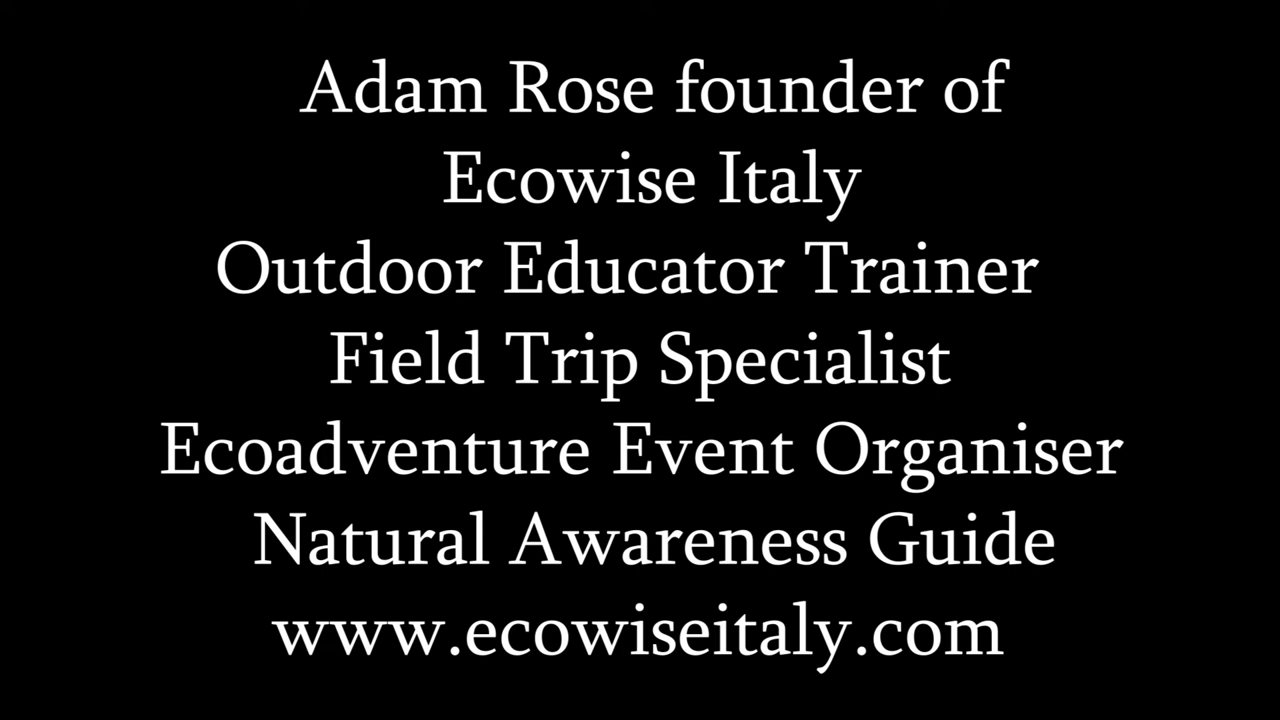 Adam Rose founder of
Ecowise Italy
Outdoor Educator Trainer
Field Trip Specialist
Ecoadventure Event Organiser
Natural Awareness Guide
www.ecowiseitaly.com